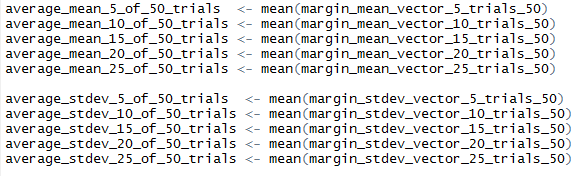 average_mean_5_of_50_trials  <- mean(margin_mean_vector_5_trials_50)
average_mean_10_of_50_trials <- mean(margin_mean_vector_10_trials_50)
average_mean_15_of_50_trials <- mean(margin_mean_vector_15_trials_50)
average_mean_20_of_50_trials <- mean(margin_mean_vector_20_trials_50)
average_mean_25_of_50_trials <- mean(margin_mean_vector_25_trials_50)

average_stdev_5_of_50_trials  <- mean(margin_stdev_vector_5_trials_50)
average_stdev_10_of_50_trials <- mean(margin_stdev_vector_10_trials_50)
average_stdev_15_of_50_trials <- mean(margin_stdev_vector_15_trials_50)
average_stdev_20_of_50_trials <- mean(margin_stdev_vector_20_trials_50)
average_stdev_25_of_50_trials <- mean(margin_stdev_vector_25_trials_50)